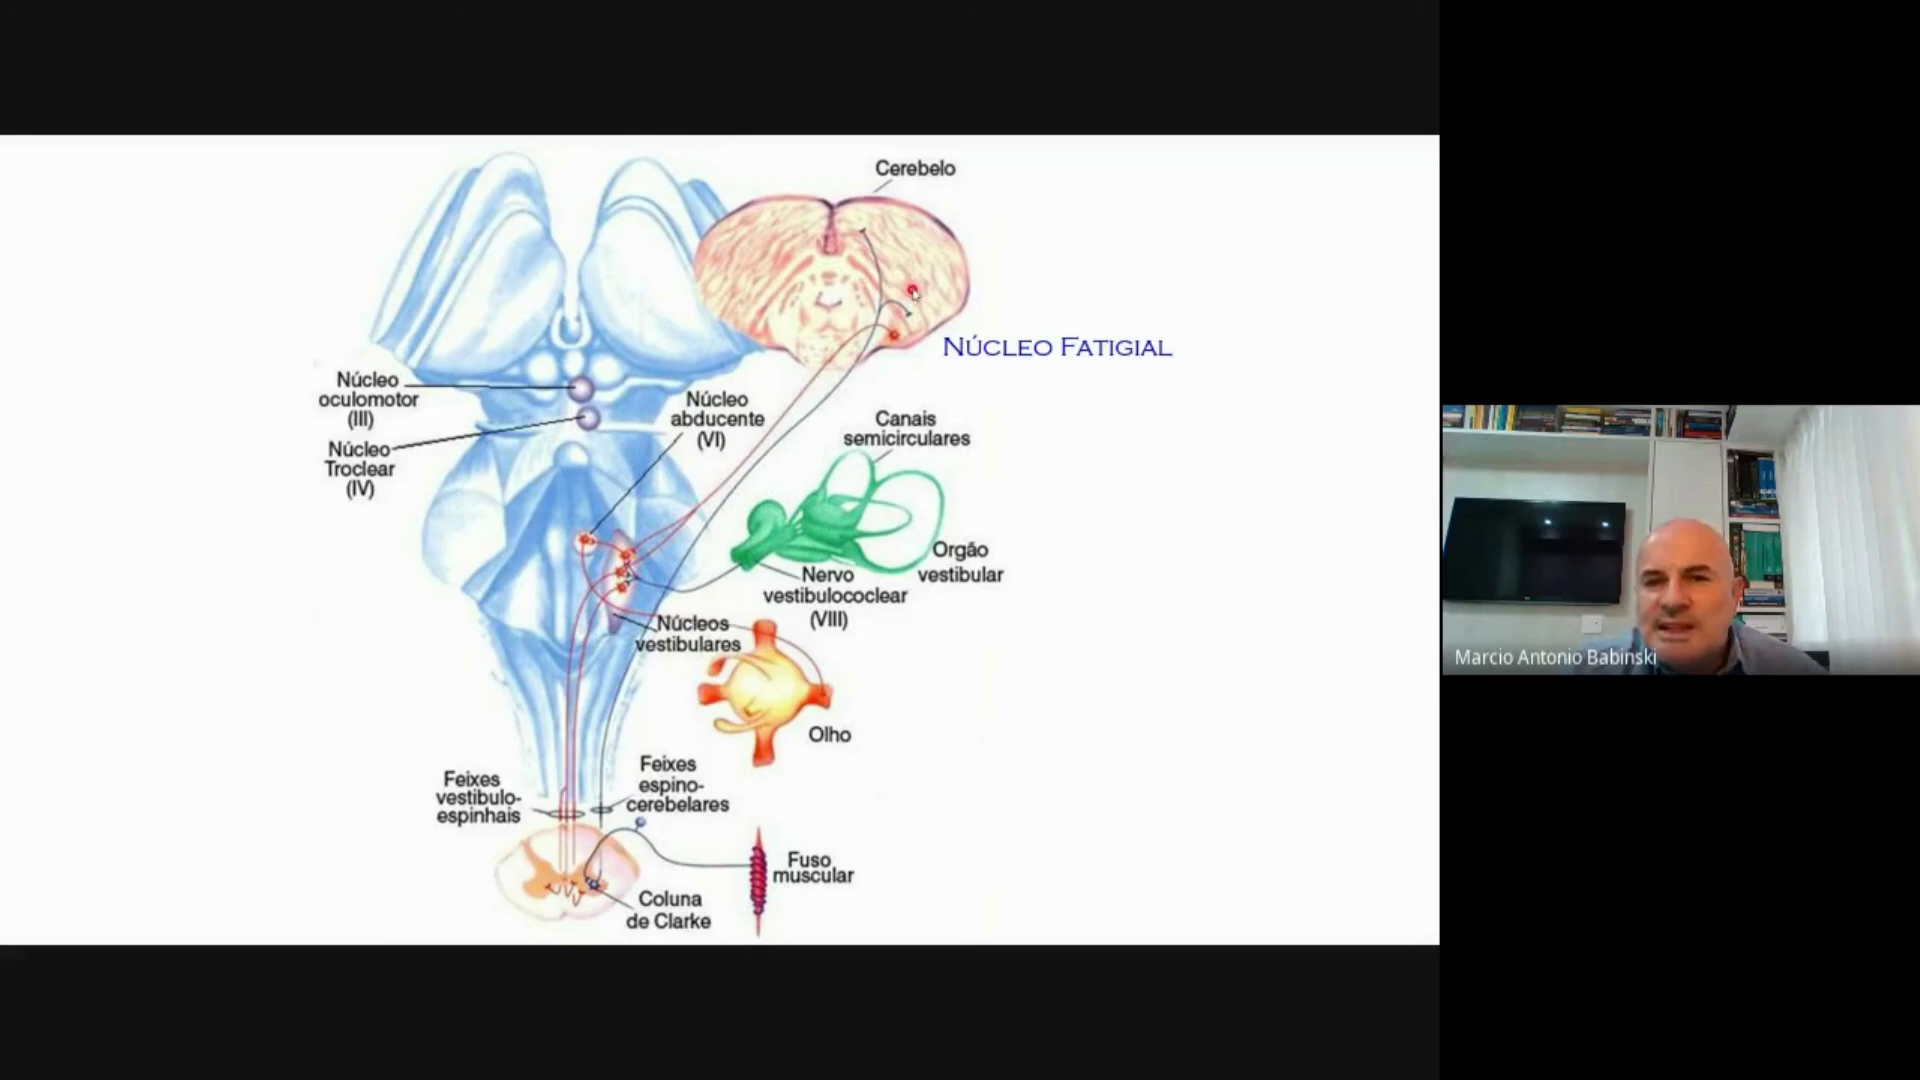 Cerebelo
NÚCLEO FATIGIAL
Núcleo
oculomotor
(III)
Núcleo
Troclear
(IV)
Núcleo
abducente
(VI)
Canais
semicirculares
Orgão
vestibular
Nervo
vestibulococlear
(VIII)
Núcleos
vestibulares
Olho
Feixes
vestibulo-
espinhais
Feixes
espino-
cerebelares
Fuso
muscular
Coluna
de Clarke
Marcio Antonio Babinski